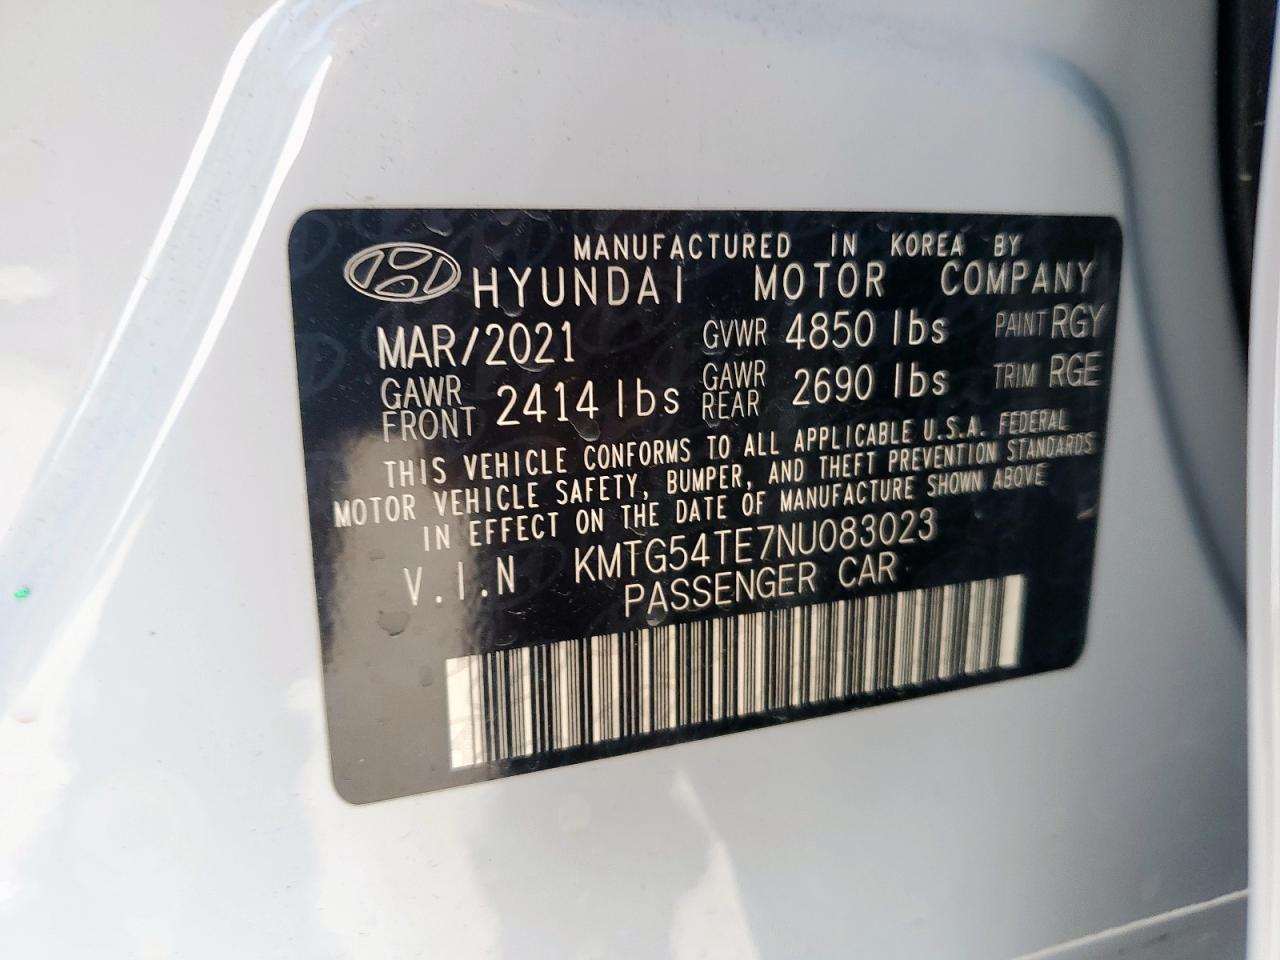 MANUFACTURED IN KOREA BY
HYUNDAI MOTOR COMPANY
MAR/2021 GVWR 4850 lbs PAINT RGY
GAWR FRONT 2414 lbs GAWR REAR 2690 lbs TRIM RGE
THIS VEHICLE CONFORMS TO ALL APPLICABLE U.S.A. FEDERAL
MOTOR VEHICLE SAFETY, BUMPER, AND THEFT PREVENTION STANDARDS
IN EFFECT ON THE DATE OF MANUFACTURE SHOWN ABOVE
V.I.N KMTG54TE7NU083023
PASSENGER CAR